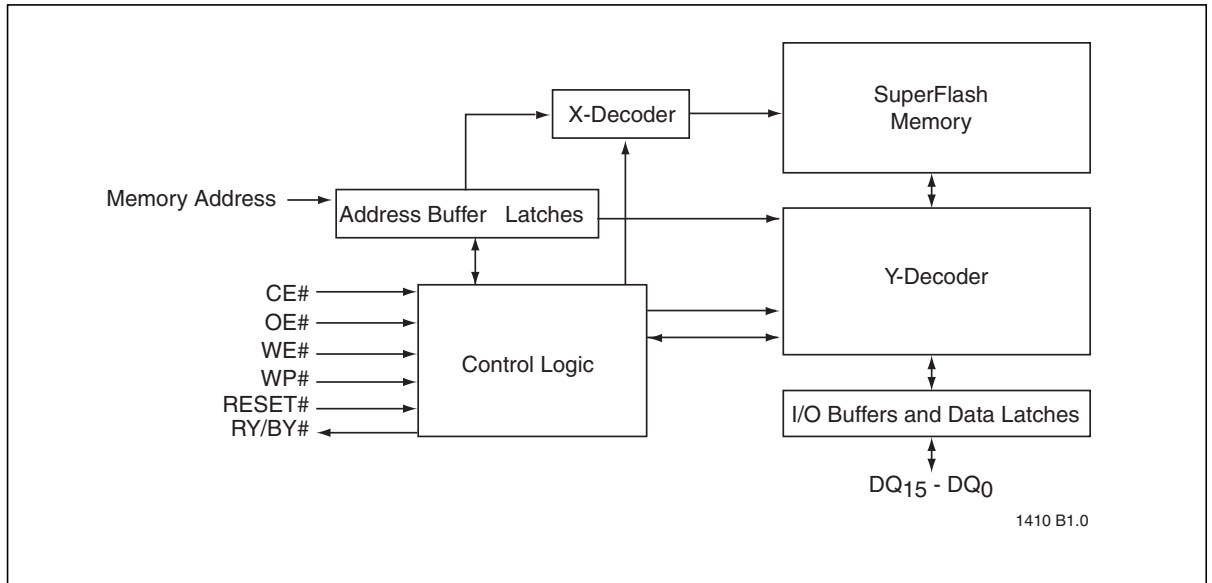 SuperFlash
Memory
X-Decoder
Memory Address
Address Buffer Latches
Y-Decoder
CE#
OE#
WE#
WP#
RESET#
RY/BY#
Control Logic
I/O Buffers and Data Latches
DQ15 - DQ0
1410 B1.0